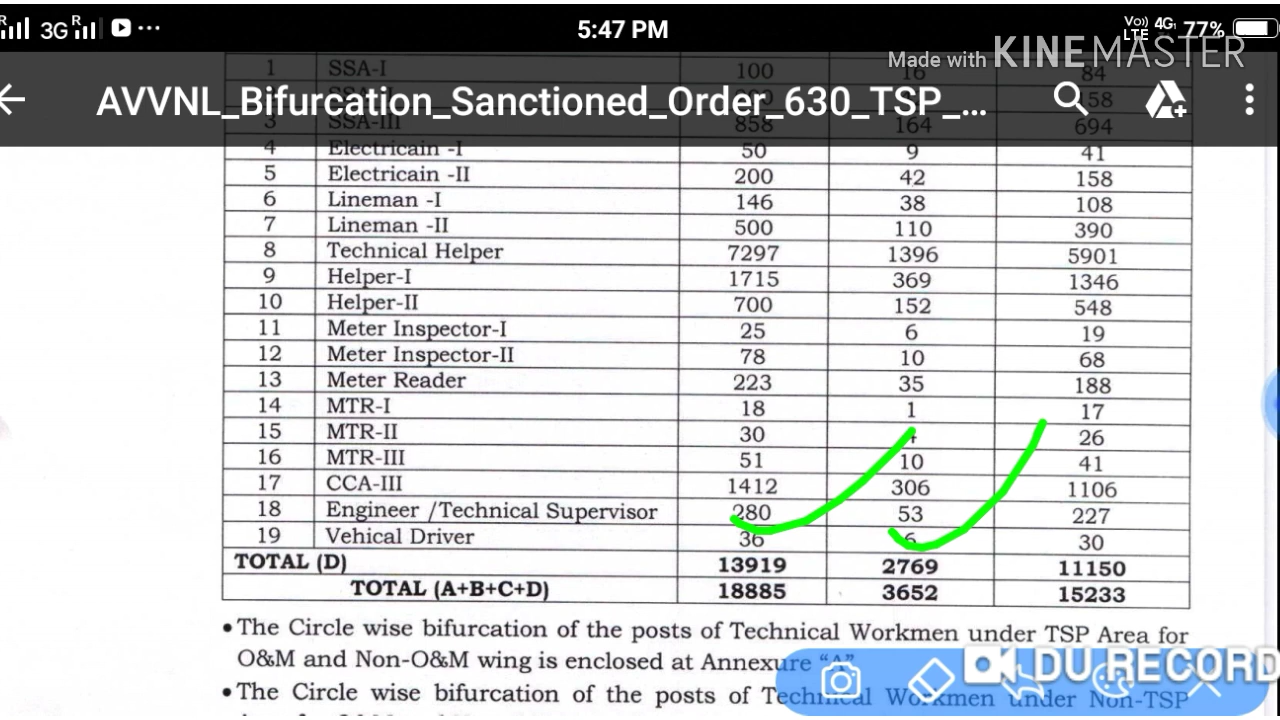 3G 5:47 PM Vo) LTE 4G 77%
Made with KINEMASTER
1 SSA-I 100 16 84
AVVNL_Bifurcation_Sanctioned_Order_630_TSP_...
158
3 SSA-III 858 164 694
4 Electricain -I 50 9 41
5 Electricain -II 200 42 158
6 Lineman -I 146 38 108
7 Lineman -II 500 110 390
8 Technical Helper 7297 1396 5901
9 Helper-I 1715 369 1346
10 Helper-II 700 152 548
11 Meter Inspector-I 25 6 19
12 Meter Inspector-II 78 10 68
13 Meter Reader 223 35 188
14 MTR-I 18 1 17
15 MTR-II 30 4 26
16 MTR-III 51 10 41
17 CCA-III 1412 306 1106
18 Engineer /Technical Supervisor 280 53 227
19 Vehical Driver 36 6 30
TOTAL (D) 13919 2769 11150
TOTAL (A+B+C+D) 18885 3652 15233
• The Circle wise bifurcation of the posts of Technical Workmen under TSP Area for
O&M and Non-O&M wing is enclosed at Annexure “A”
DU RECORD
• The Circle wise bifurcation of the posts of Technical Workmen under Non-TSP